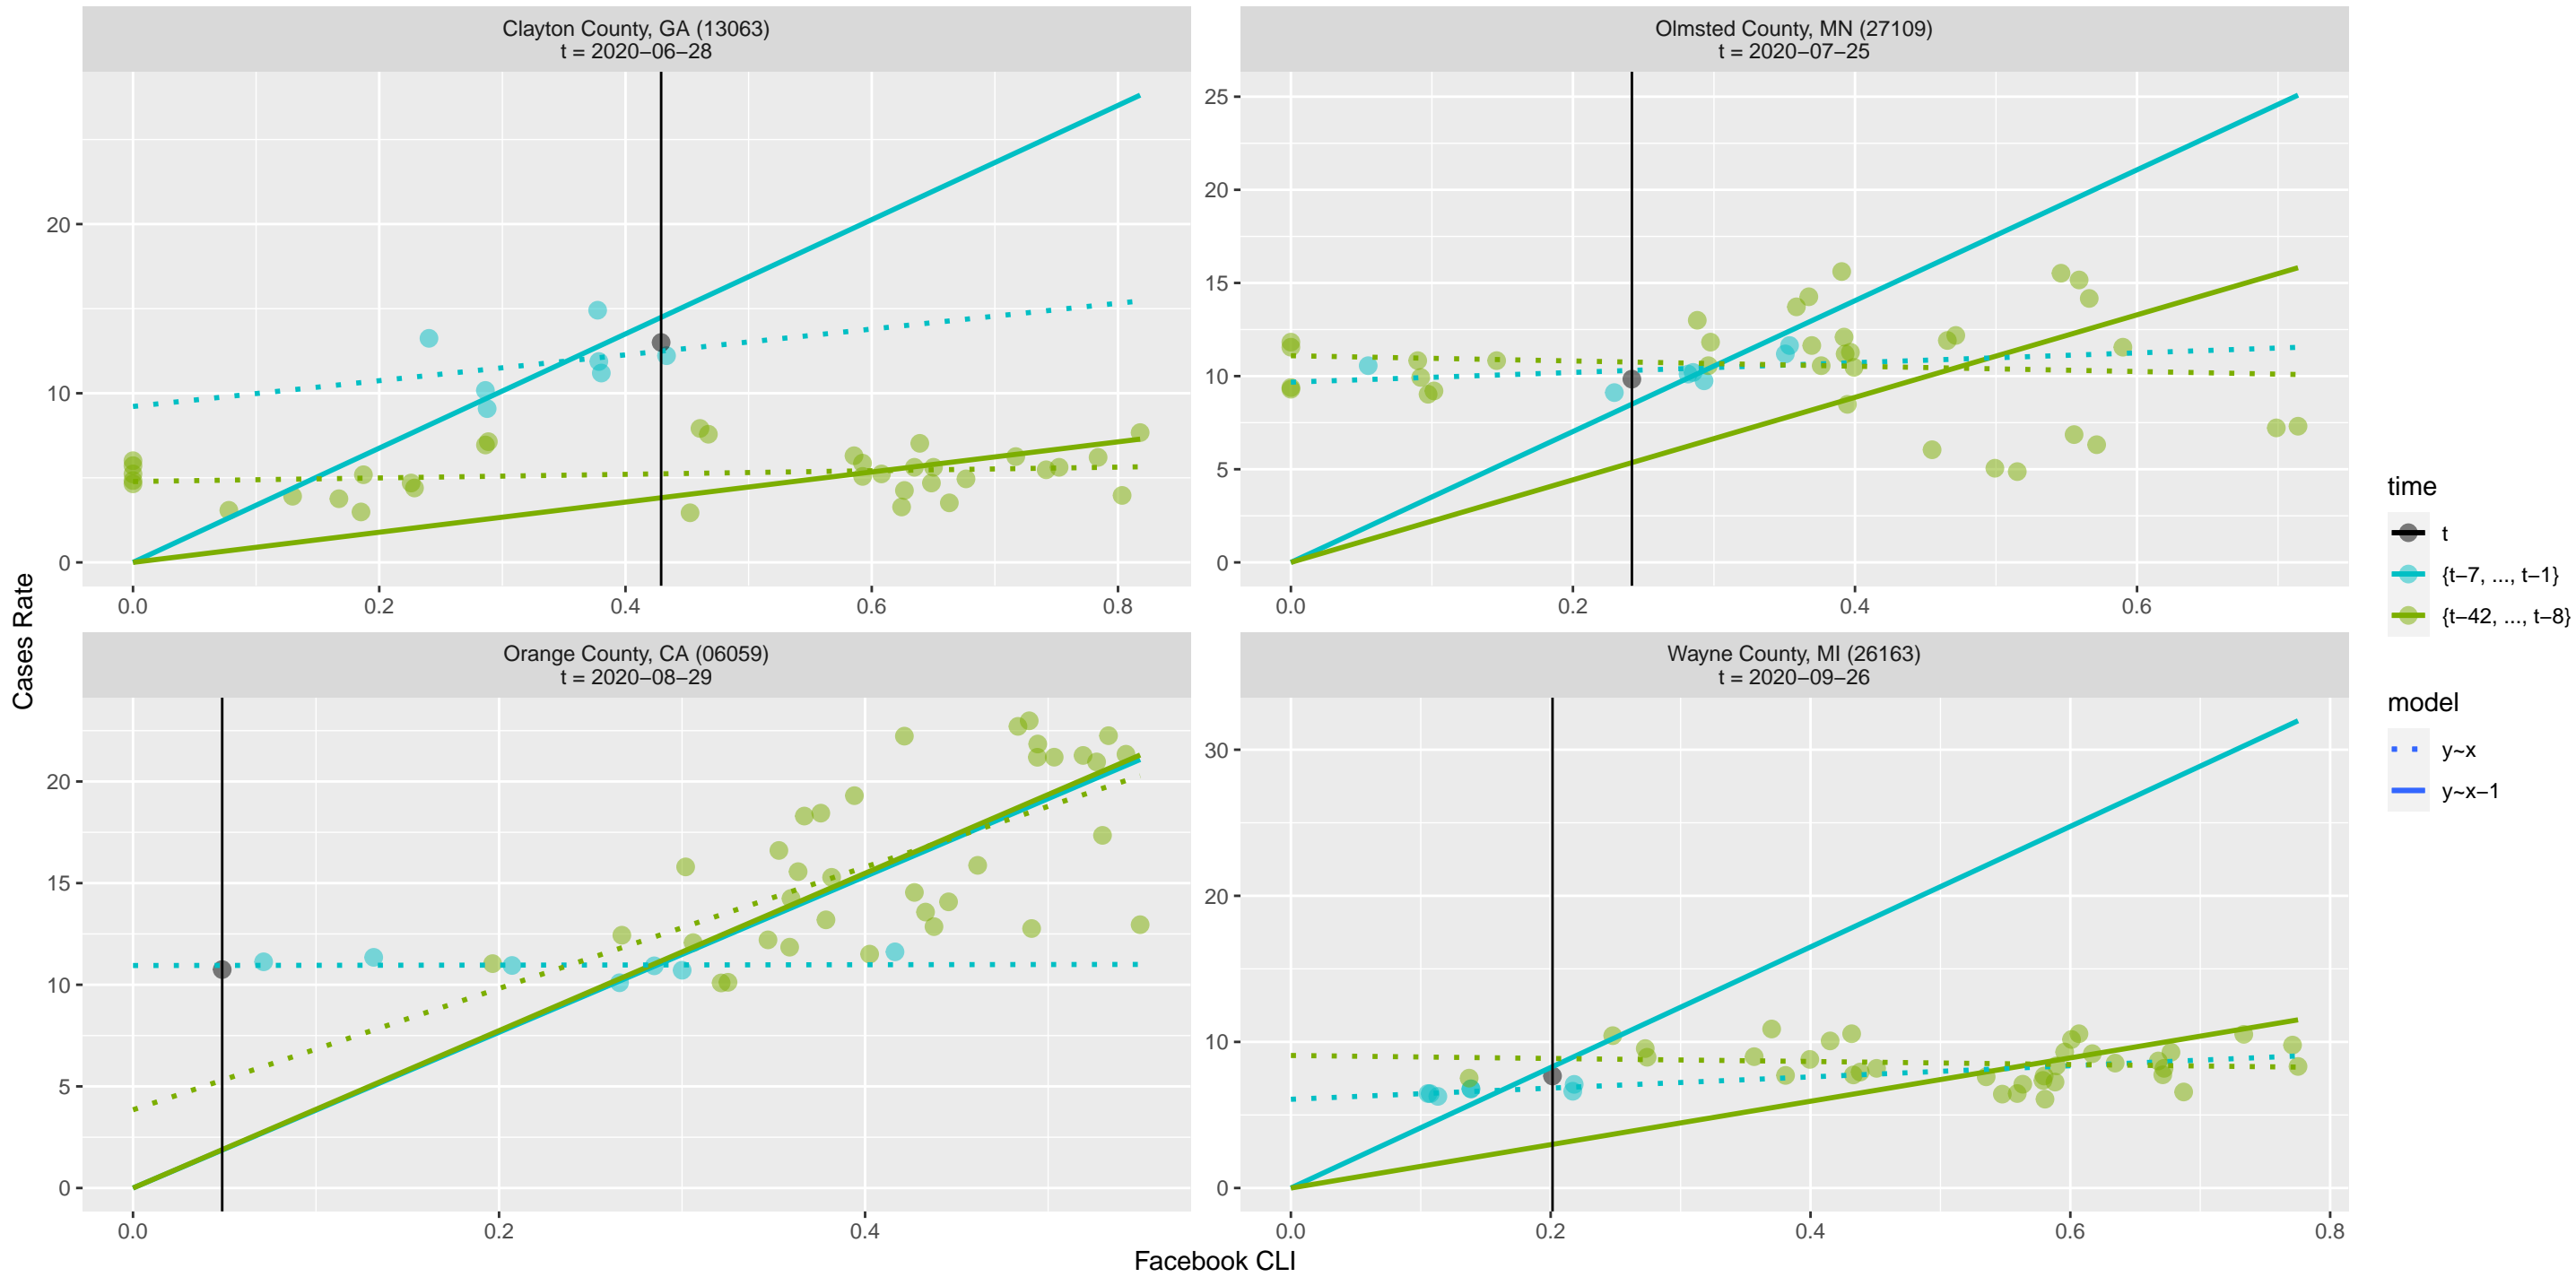 Clayton County, GA (13063)
t = 2020−06−28
Olmsted County, MN (27109)
t = 2020−07−25
20
10
0
0.0 0.2 0.4 0.6 0.8
25
20
15
10
5
0
0.0 0.2 0.4 0.6
Cases Rate
Orange County, CA (06059)
t = 2020−08−29
Wayne County, MI (26163)
t = 2020−09−26
20
15
10
5
0
0.0 0.2 0.4
30
20
10
0
0.0 0.2 0.4 0.6 0.8
Facebook CLI
time
t
{t−7, ..., t−1}
{t−42, ..., t−8}
model
y~x
y~x−1